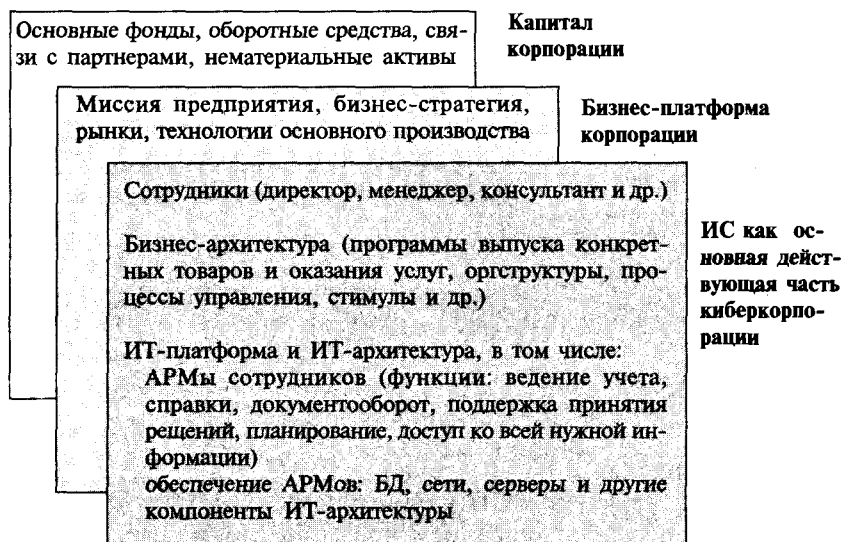 Основные фонды, оборотные средства, свя-
зи с партнерами, нематериальные активы
Капитал
корпорации
Миссия предприятия, бизнес-стратегия,
рынки, технологии основного производства
Бизнес-платформа
корпорации
Сотрудники (директор, менеджер, консультант и др.)
Бизнес-архитектура (программы выпуска конкрет-
ных товаров и оказания услуг, оргструктуры, про-
цессы управления, стимулы и др.)
ИТ-платформа и ИТ-архитектура, в том числе:
АРМы сотрудников (функции: ведение учета,
справки, документооборот, поддержка принятия
рещений, планирование, доступ ко всей нужной ин-
формации)
обеспечение АРМов: БД, сети, серверы и другие
компоненты ИТ-архитектуры
ИС как ос-
новная дейст-
вующая часть
киберкорпо-
рации